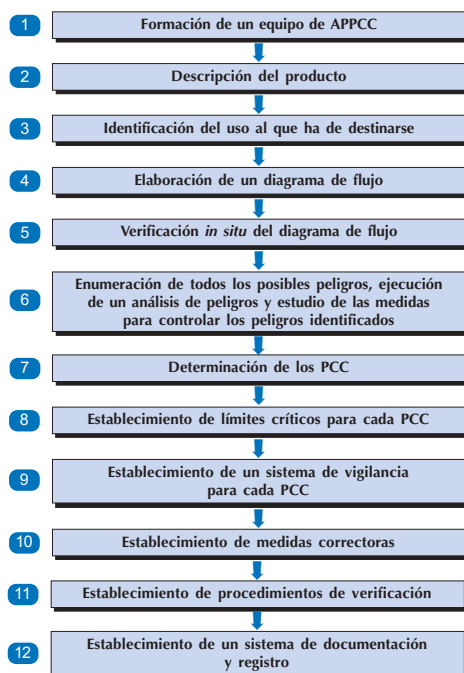 1 Formación de un equipo de APPCC
2 Descripción del producto
3 Identificación del uso al que ha de destinarse
4 Elaboración de un diagrama de flujo
5 Verificación in situ del diagrama de flujo
6 Enumeración de todos los posibles peligros, ejecución
de un análisis de peligros y estudio de las medidas
para controlar los peligros identificados
7 Determinación de los PCC
8 Establecimiento de límites críticos para cada PCC
9 Establecimiento de un sistema de vigilancia
para cada PCC
10 Establecimiento de medidas correctoras
11 Establecimiento de procedimientos de verificación
12 Establecimiento de un sistema de documentación
y registro